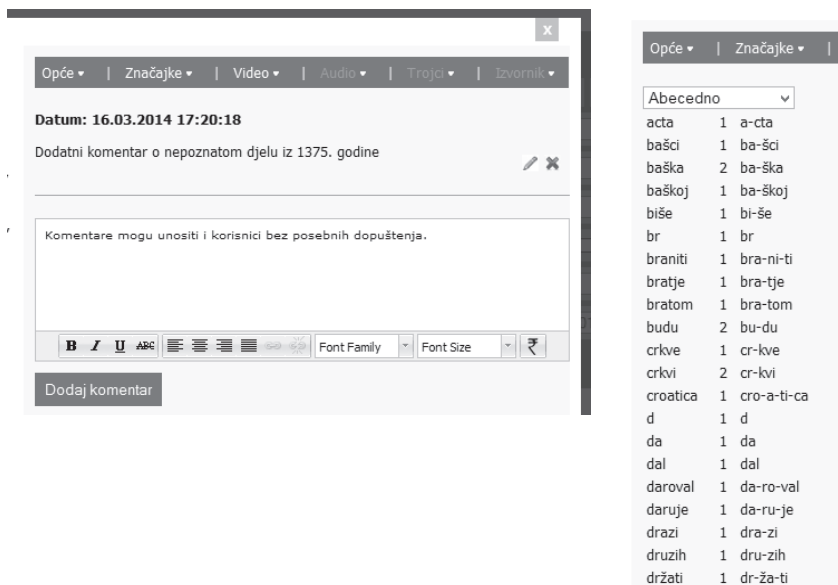 x
Opće ▾ | Značajke ▾ | Video ▾ | Audio ▾ | Trojci ▾ | Izvornik ▾
Datum: 16.03.2014 17:20:18
Dodatni komentar o nepoznatom djelu iz 1375. godine
Komentare mogu unositi i korisnici bez posebnih dopuštenja.
B I U ABC Font Family Font Size ₹
Dodaj komentar
Opće ▾ | Značajke ▾ |
Abecedno
acta 1 a-cta
bašci 1 ba-šci
baška 2 ba-ška
baškoj 1 ba-škoj
biše 1 bi-še
br 1 br
braniti 1 bra-ni-ti
bratje 1 bra-tje
bratom 1 bra-tom
budu 2 bu-du
crkve 1 cr-kve
crkvi 2 cr-kvi
croatica 1 cro-a-ti-ca
d 1 d
da 1 da
dal 1 dal
daroval 1 da-ro-val
daruje 1 da-ru-je
drazi 1 dra-zi
druzih 1 dru-zih
držati 1 dr-ža-ti